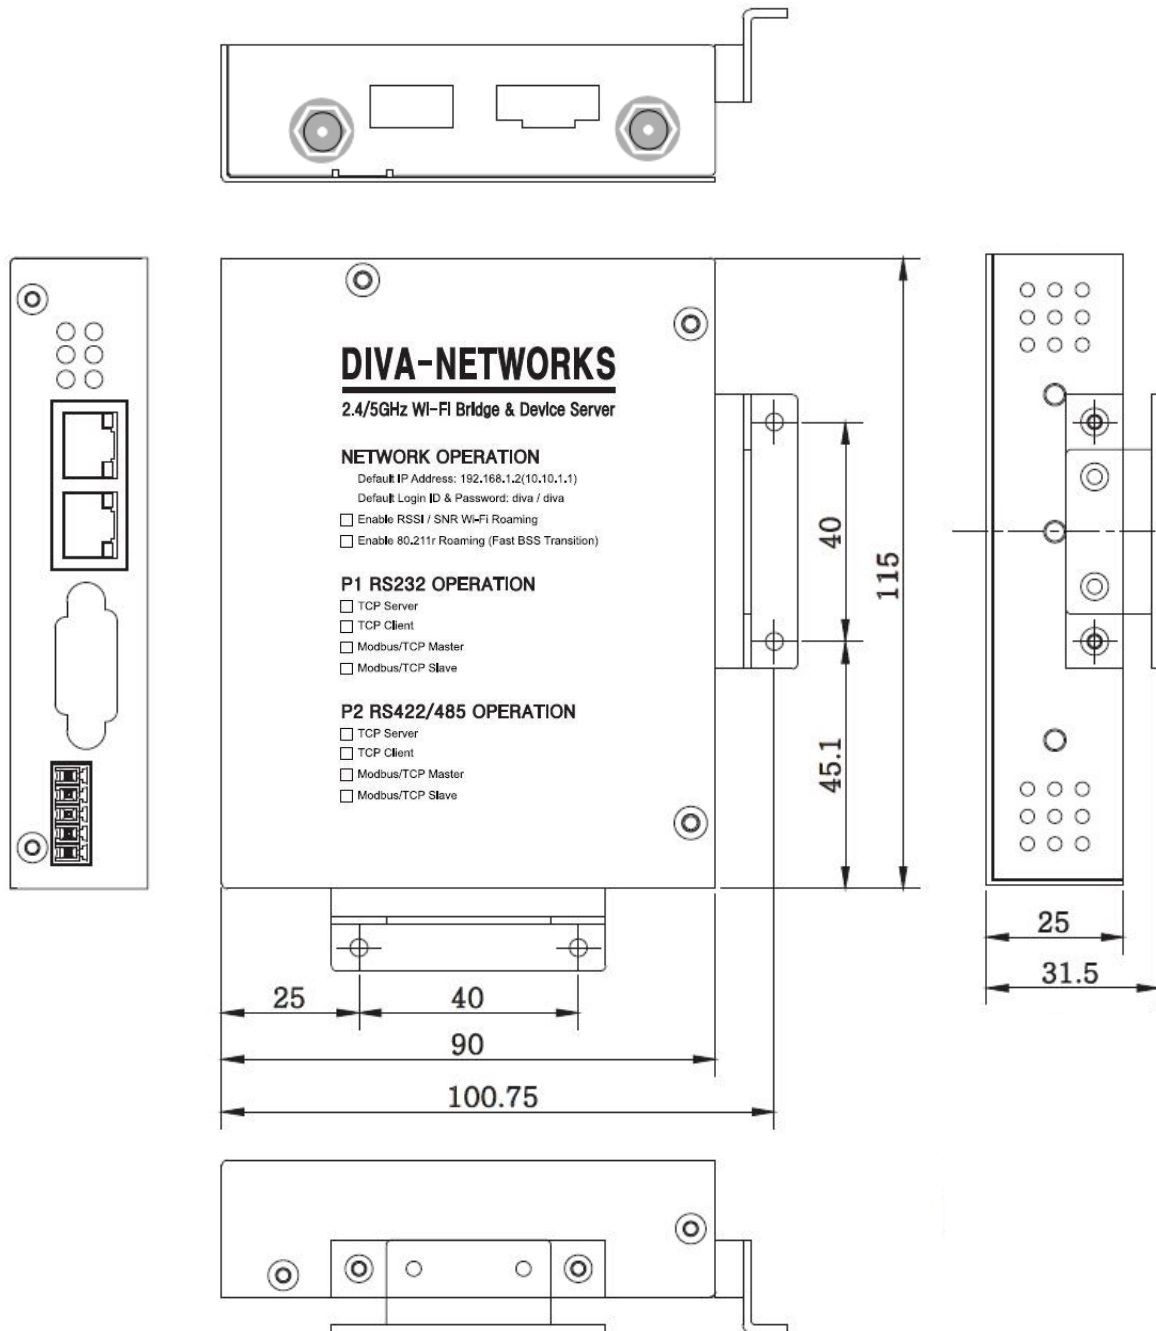 DIVA-NETWORKS
2.4/5GHz Wi-Fi Bridge & Device Server
NETWORK OPERATION
Default IP Address: 192.168.1.2(10.10.1.1)
Default Login ID & Password: diva / diva
Enable RSSI / SNR Wi-Fi Roaming
Enable 80.211r Roaming (Fast BSS Transition)
P1 RS232 OPERATION
TCP Server
TCP Client
Modbus/TCP Master
Modbus/TCP Slave
P2 RS422/485 OPERATION
TCP Server
TCP Client
Modbus/TCP Master
Modbus/TCP Slave
40
115
45.1
25
31.5
25
40
90
100.75